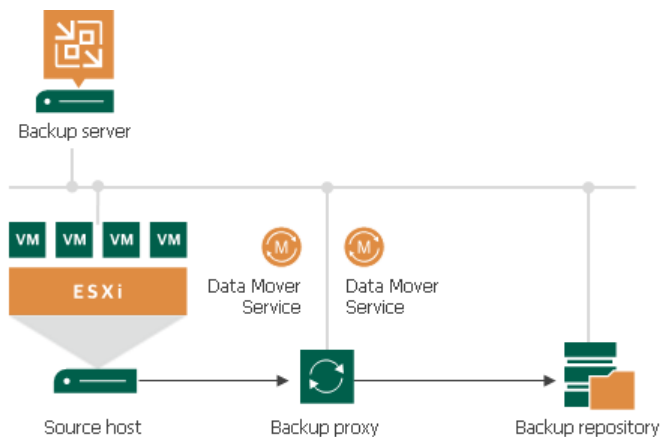 Backup server
VM VM VM VM
ESXi
M
Data Mover
Service
M
Data Mover
Service
Source host
Backup proxy
Backup repository